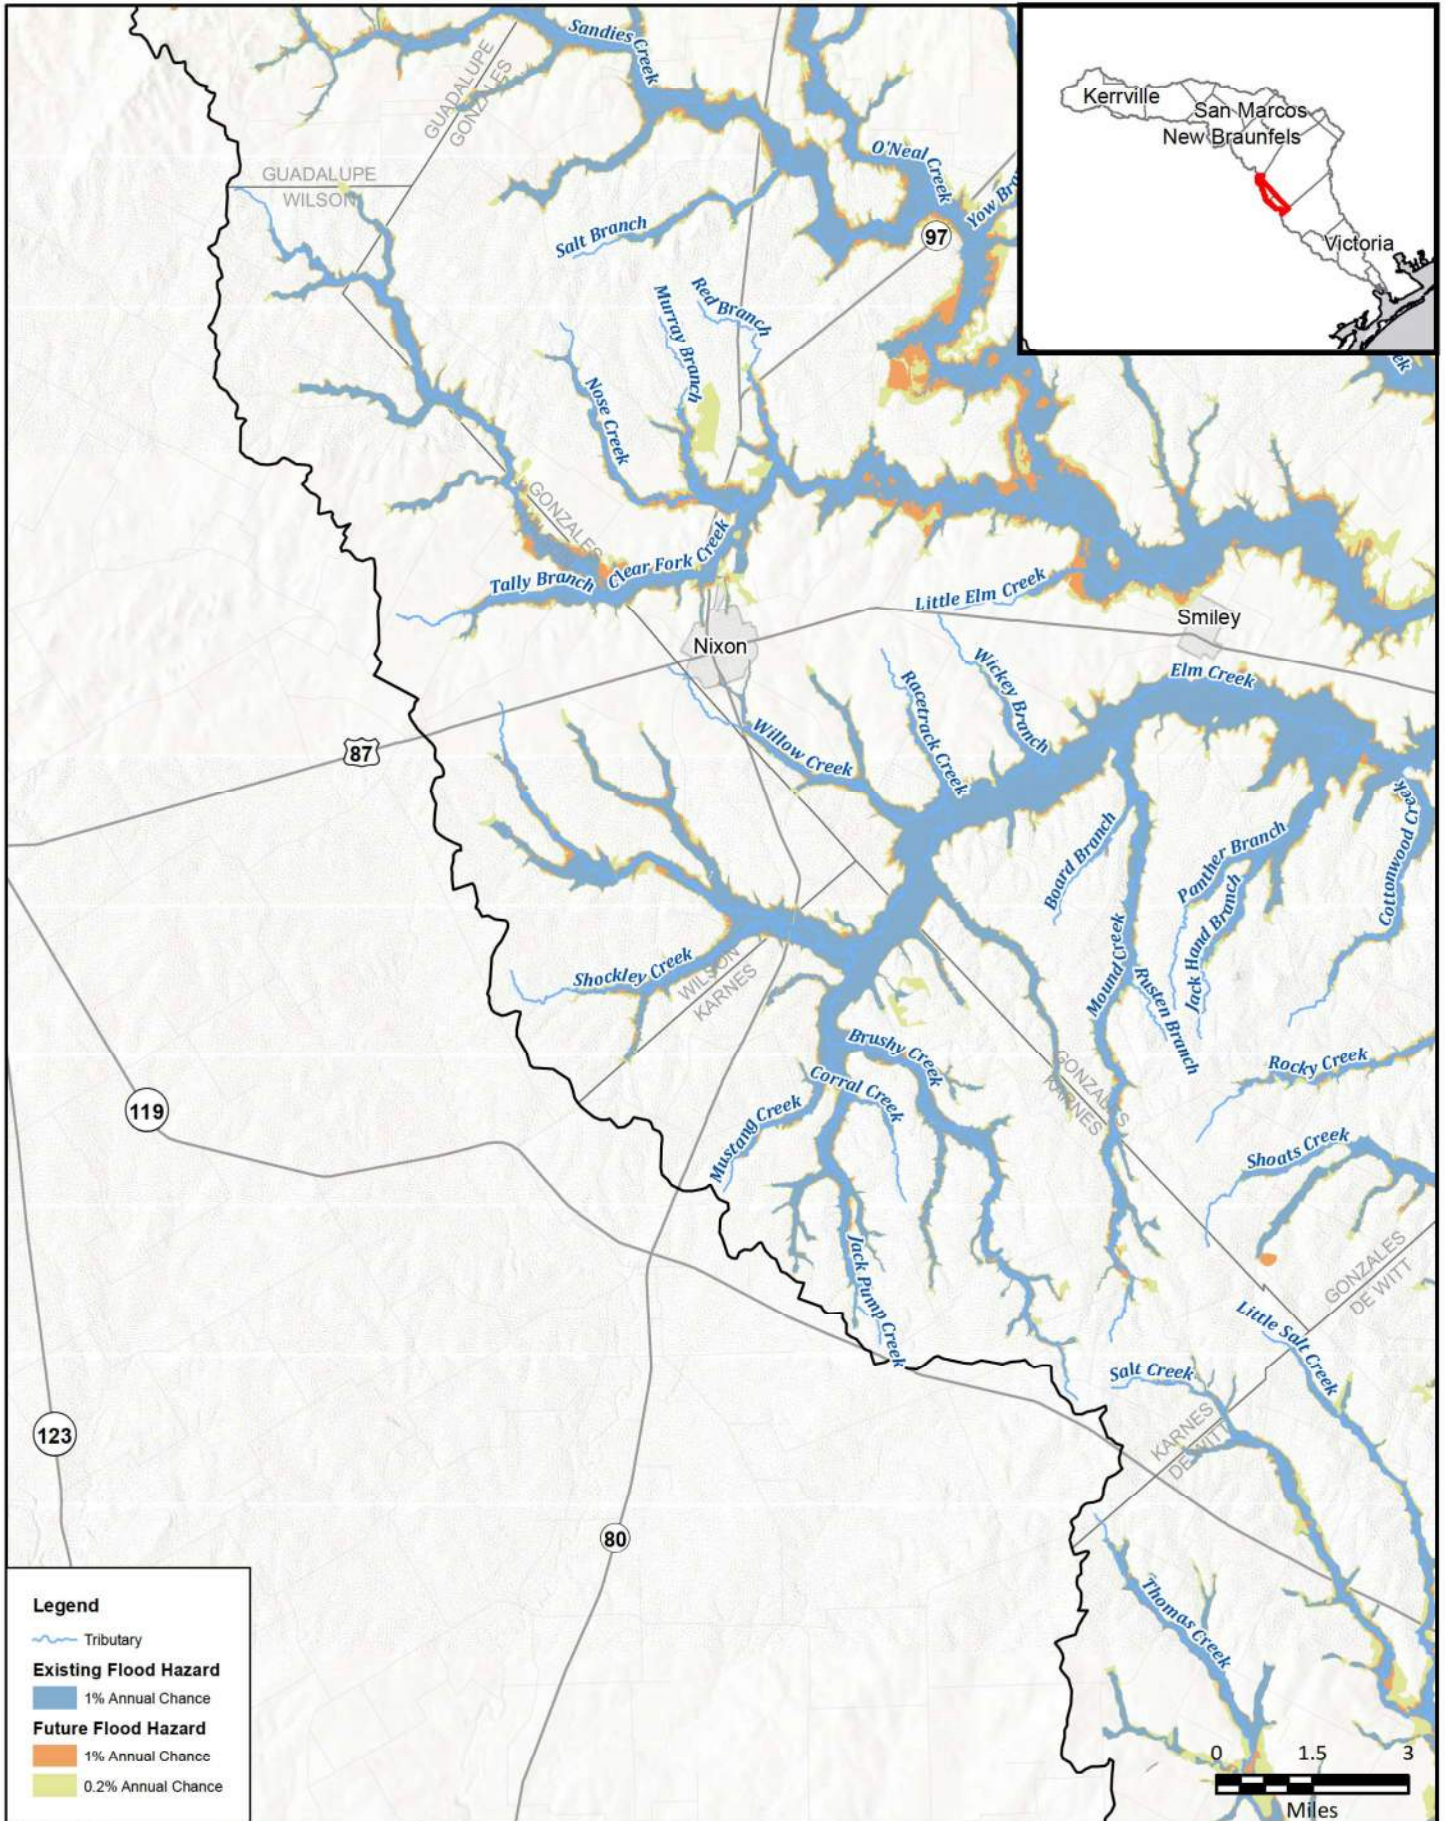 Sandies Creek
GUADALUPE
GONZALES
Kerrville
San Marcos
New Braunfels
Victoria
O'Neal Creek
Yow Bra
GUADALUPE
WILSON
Salt Branch
97
Red Branch
Murray Branch
ek
Nose Creek
GONZALES
Clear Fork Creek
Tally Branch
Little Elm Creek
Smiley
Nixon
Elm Creek
Wickey Branch
Racetrack Creek
87
Willow Creek
Board Branch
Panther Branch
Cottonwood Creek
Jack Hand Branch
Mound Creek
Rusten Branch
Shockley Creek
WILSON
KARNES
Brushy Creek
Corral Creek
GONZALES
KARNES
Rocky Creek
119
Mustang Creek
Shoats Creek
Jack Pump Creek
GONZALES
DE WITT
Little Salt Creek
Salt Creek
KARNES
DE WITT
123
80
Thomas Creek
Legend
Tributary
Existing Flood Hazard
1% Annual Chance
Future Flood Hazard
1% Annual Chance
0.2% Annual Chance
0 1.5 3
Miles